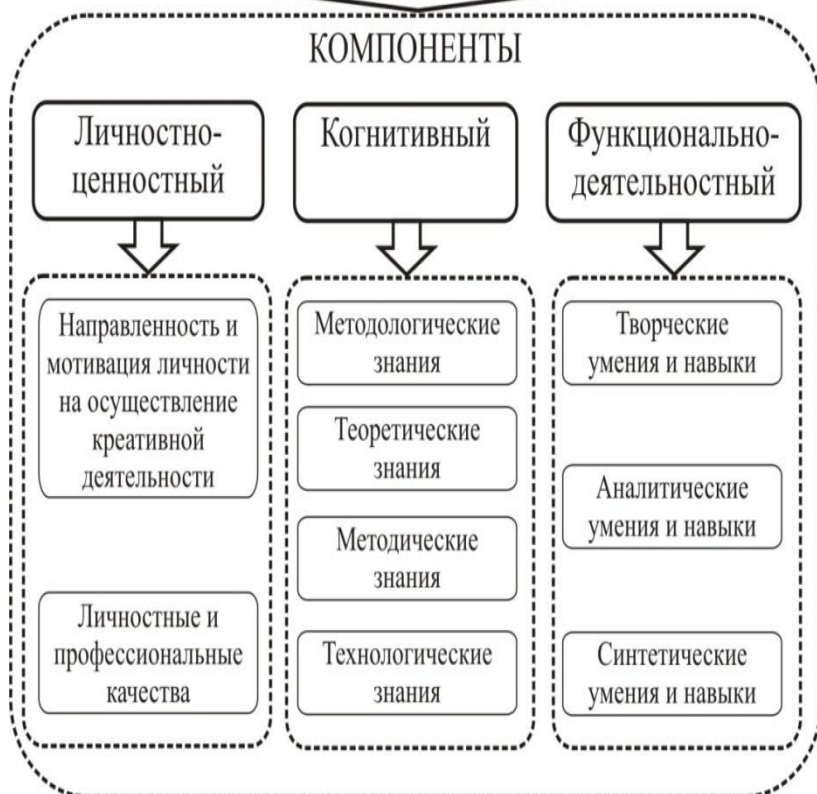 КОМПОНЕНТЫ
Личностно-
ценностный
Когнитивный
Функционально-
деятельностный
Направленность и
мотивация личности
на осуществление
креативной
деятельности
Личностные и
профессиональные
качества
Методологические
знания
Теоретические
знания
Методические
знания
Технологические
знания
Творческие
умения и навыки
Аналитические
умения и навыки
Синтетические
умения и навыки